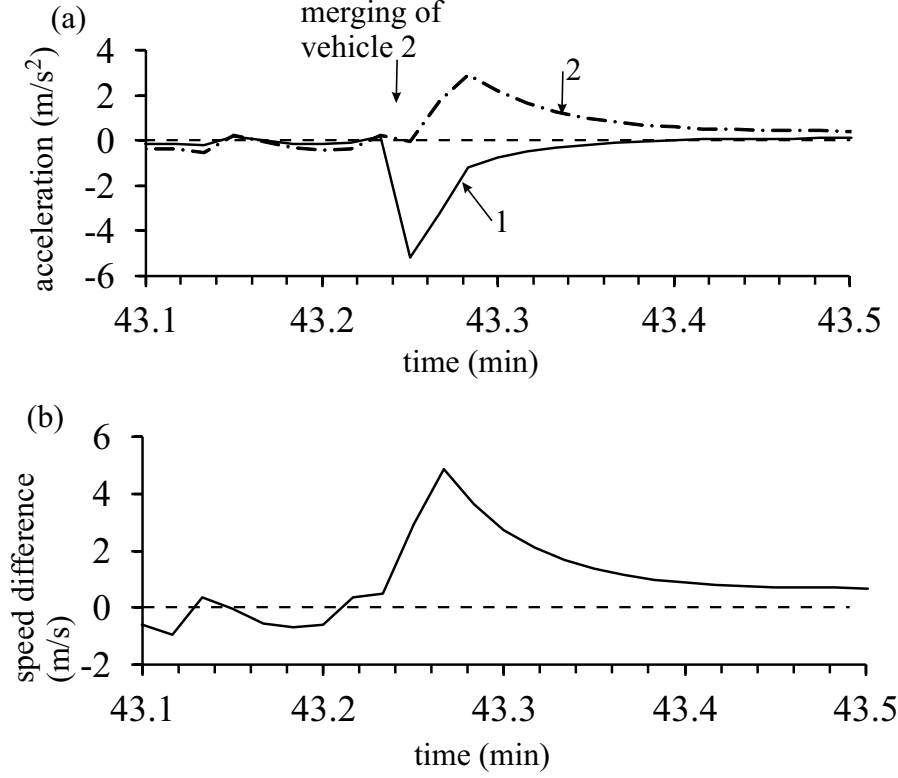 (a)
merging of
vehicle 2
acceleration (m/s²)
4
2
0
-2
-4
-6
2
1
43.1 43.2 43.3 43.4 43.5
time (min)
(b)
speed difference
(m/s)
6
4
2
0
-2
43.1 43.2 43.3 43.4 43.5
time (min)